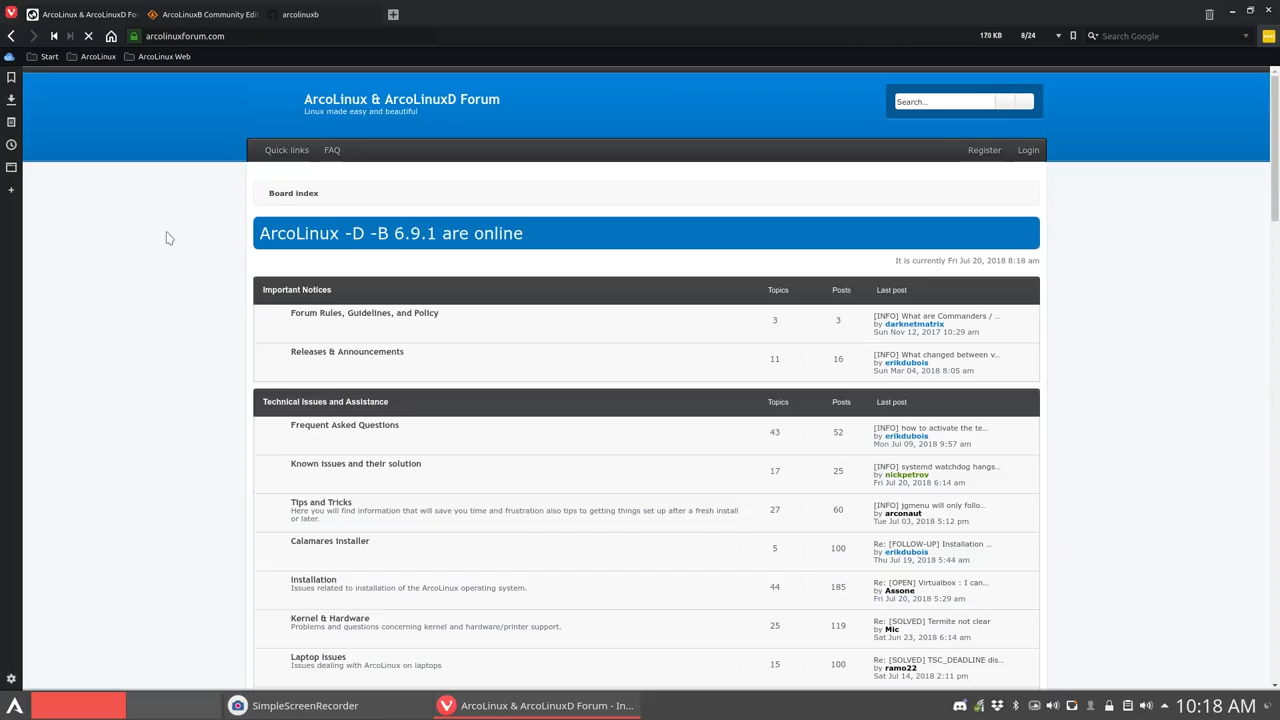 ArcoLinux & ArcoLinuxD Fo
ArcoLinuxB Community Edit
arcolinuxb
arcolinuxforum.com
170 KB
8/24
Search Google
Start
ArcoLinux
ArcoLinux Web
ArcoLinux & ArcoLinuxD Forum
Linux made easy and beautiful
Search…
Quick links
FAQ
Register
Login
Board index
ArcoLinux -D -B 6.9.1 are online
It is currently Fri Jul 20, 2018 8:18 am
Important Notices
Topics
Posts
Last post
Forum Rules, Guidelines, and Policy
3
3
[INFO] What are Commanders / …
by darknetmatrix
Sun Nov 12, 2017 10:29 am
Releases & Announcements
11
16
[INFO] What changed between v…
by erikdubois
Sun Mar 04, 2018 8:05 am
Technical Issues and Assistance
Topics
Posts
Last post
Frequent Asked Questions
43
52
[INFO] how to activate the te…
by erikdubois
Mon Jul 09, 2018 9:57 am
Known issues and their solution
17
25
[INFO] systemd watchdog hangs…
by nickpetrov
Fri Jul 20, 2018 6:14 am
Tips and Tricks
Here you will find information that will save you time and frustration also tips to getting things set up after a fresh install
or later.
27
60
[INFO] jgmenu will only follo…
by arconaut
Tue Jul 03, 2018 5:12 pm
Calamares Installer
5
100
Re: [FOLLOW-UP] Installation …
by erikdubois
Thu Jul 19, 2018 5:44 am
Installation
Issues related to installation of the ArcoLinux operating system.
44
185
Re: [OPEN] Virtualbox : I can…
by Assone
Fri Jul 20, 2018 5:29 am
Kernel & Hardware
Problems and questions concerning kernel and hardware/printer support.
25
119
Re: [SOLVED] Termite not clear
by Mic
Sat Jun 23, 2018 6:14 am
Laptop Issues
Issues dealing with ArcoLinux on laptops
15
100
Re: [SOLVED] TSC_DEADLINE dis…
by ramo22
Sat Jul 14, 2018 2:11 pm
SimpleScreenRecorder
ArcoLinux & ArcoLinuxD Forum - In...
10:18 AM